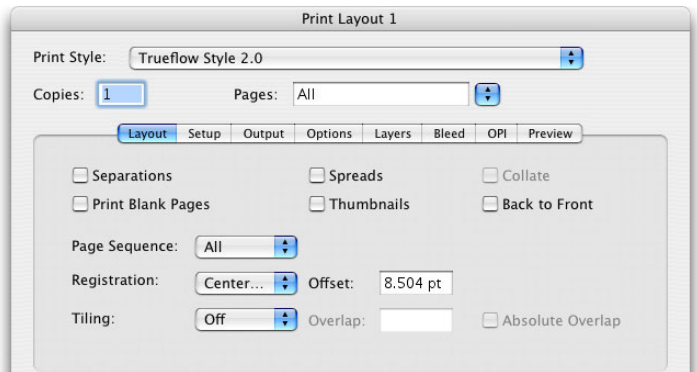 Print Layout 1
Print Style: Trueflow Style 2.0
Copies: 1 Pages: All
Layout Setup Output Options Layers Bleed OPI Preview
Separations Spreads Collate
Print Blank Pages Thumbnails Back to Front
Page Sequence: All
Registration: Center... Offset: 8.504 pt
Tiling: Off Overlap: Absolute Overlap